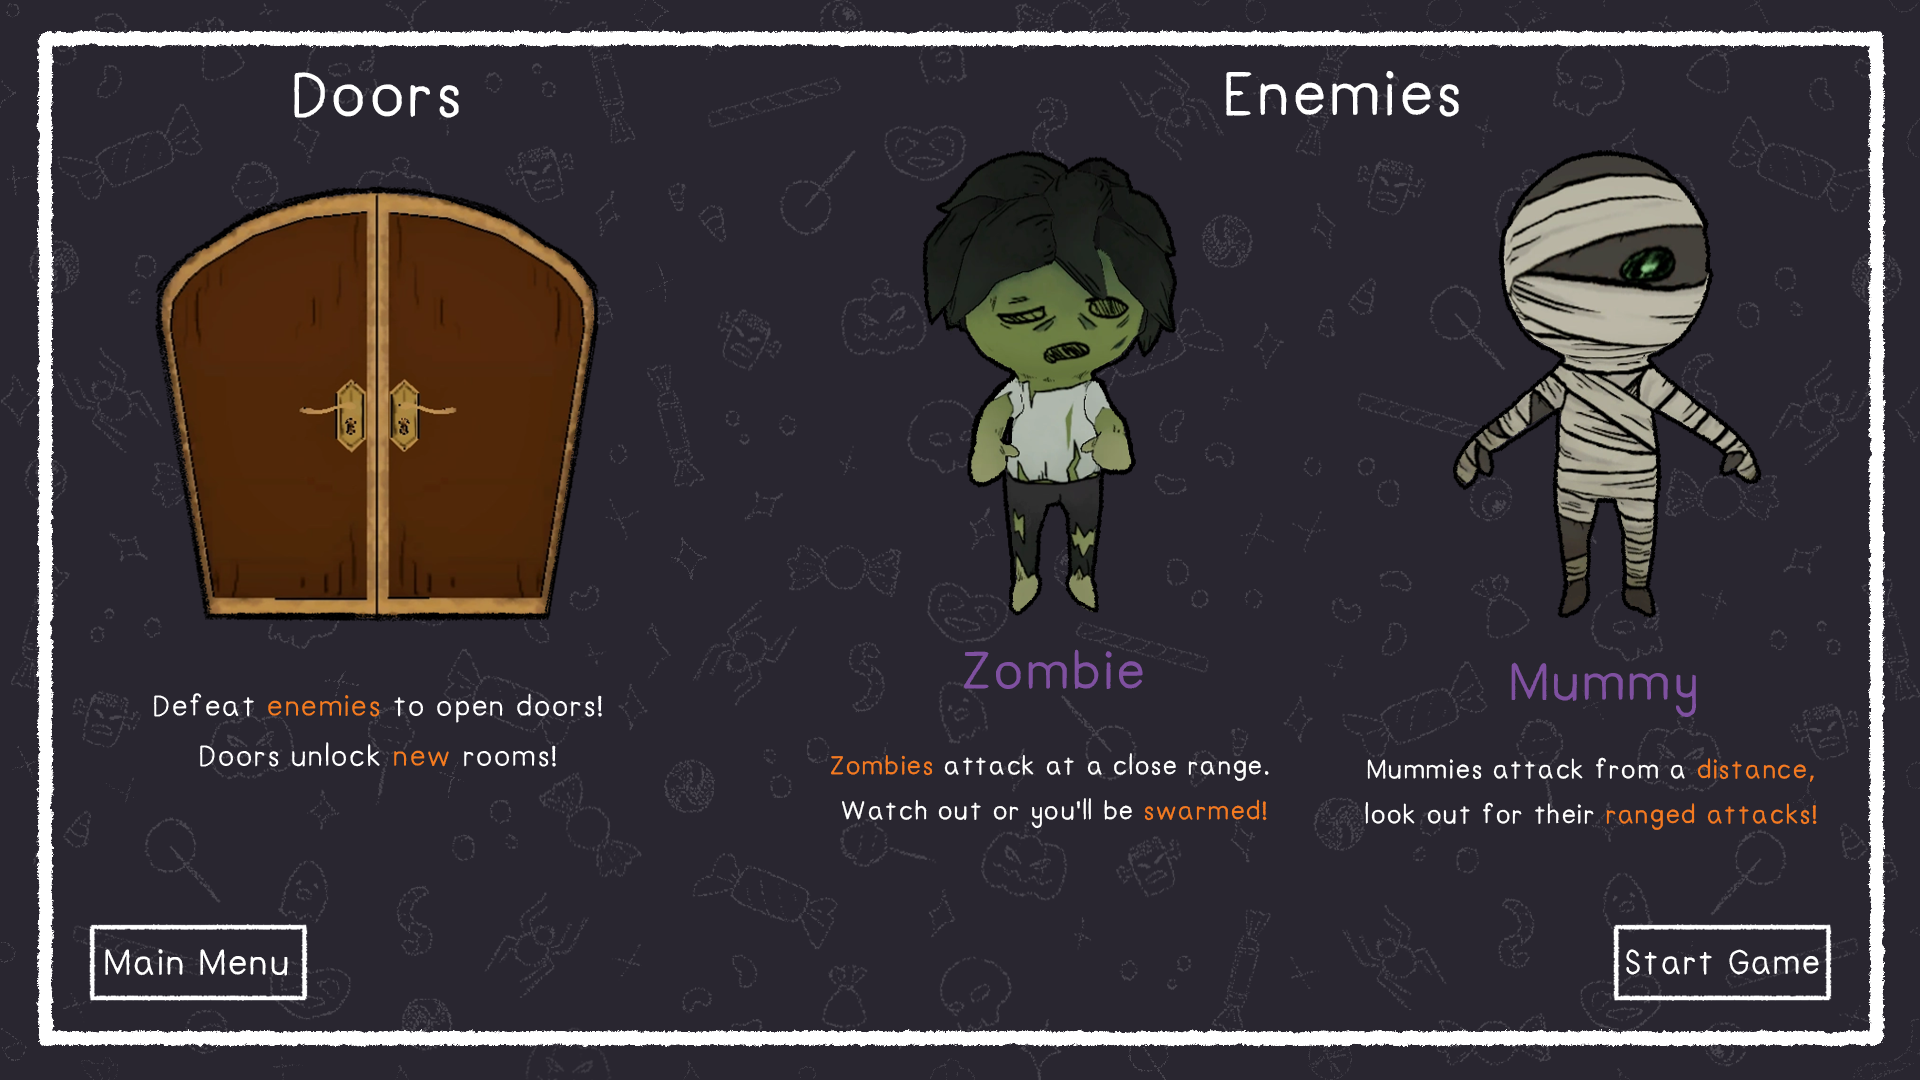 Doors
Defeat enemies to open doors!
Doors unlock new rooms!
Enemies
Zombie
Zombies attack at a close range.
Watch out or you'll be swarmed!
Mummy
Mummies attack from a distance,
look out for their ranged attacks!
Main Menu
Start Game